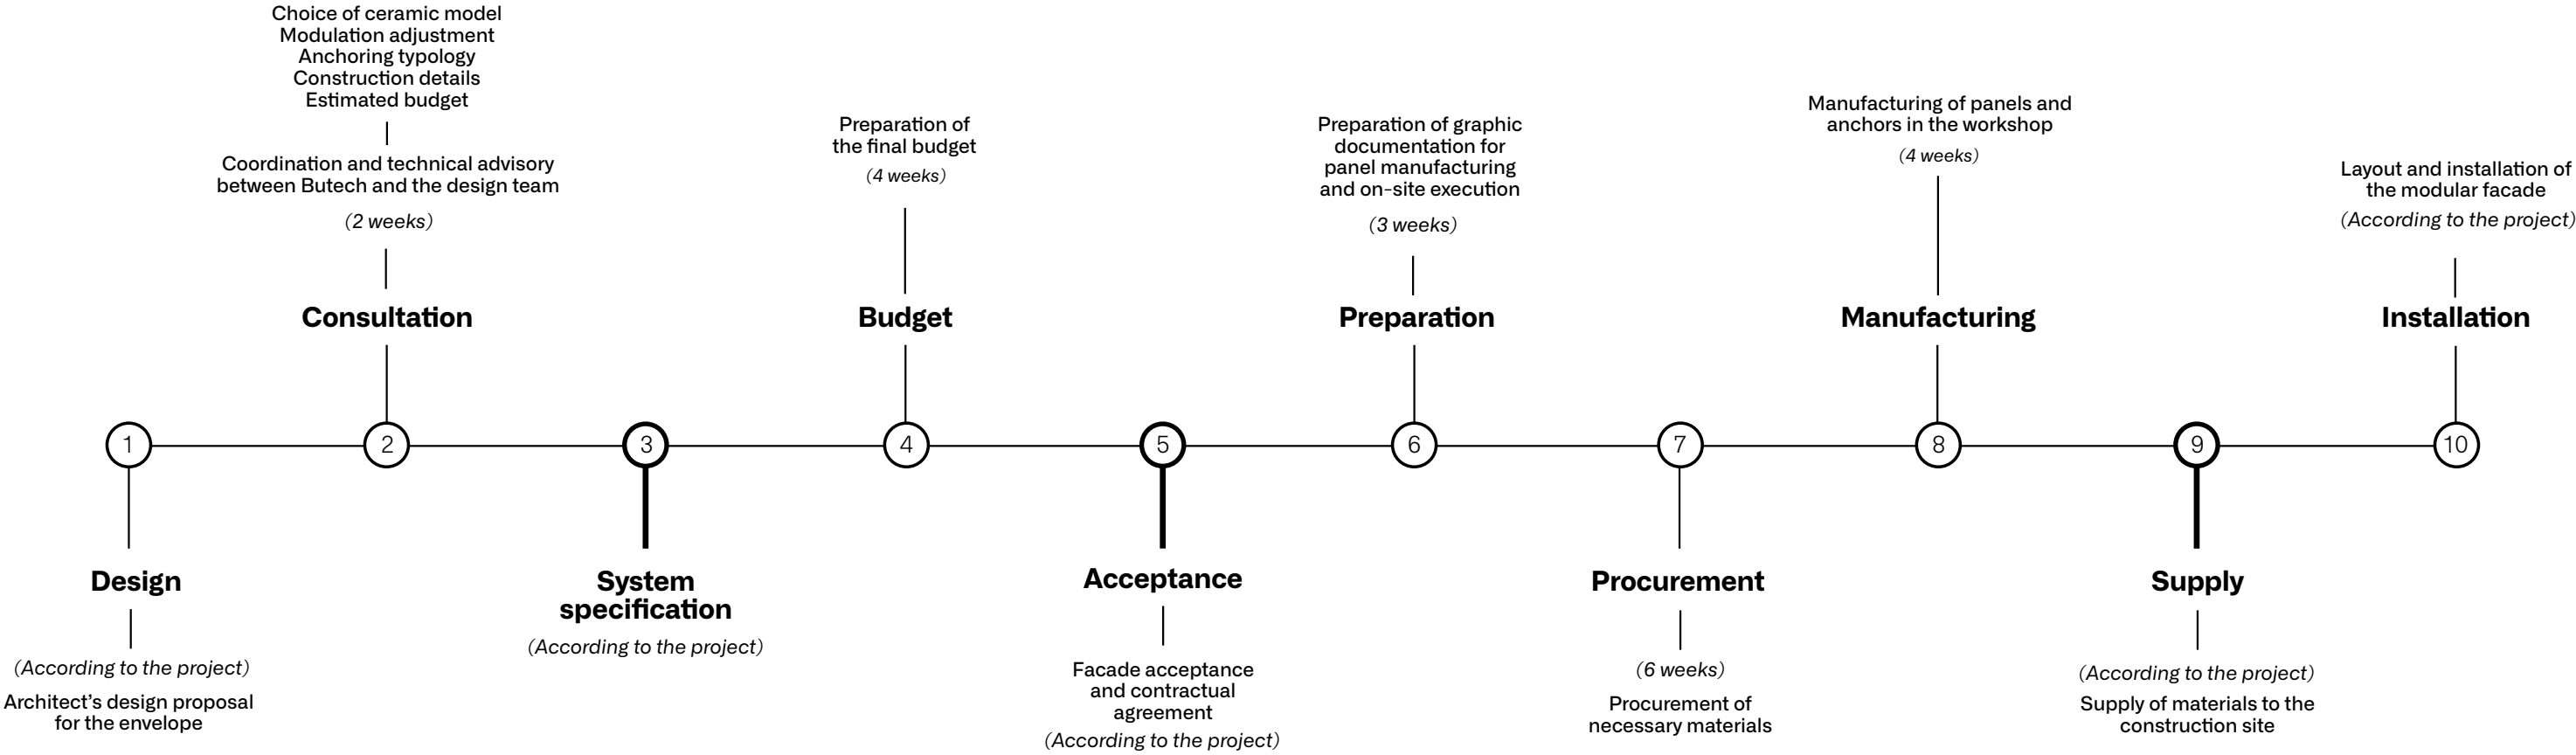 Choice of ceramic model
Modulation adjustment
Anchoring typology
Construction details
Estimated budget
Coordination and technical advisory
between Butech and the design team
(2 weeks)
Consultation
Preparation of
the final budget
(4 weeks)
Budget
Preparation of graphic
documentation for
panel manufacturing
and on-site execution
(3 weeks)
Preparation
Manufacturing of panels and
anchors in the workshop
(4 weeks)
Manufacturing
Layout and installation of
the modular facade
(According to the project)
Installation
1
2
3
4
5
6
7
8
9
10
Design
(According to the project)
Architect’s design proposal
for the envelope
System
specification
(According to the project)
Acceptance
Facade acceptance
and contractual
agreement
(According to the project)
Procurement
(6 weeks)
Procurement of
necessary materials
Supply
(According to the project)
Supply of materials to the
construction site